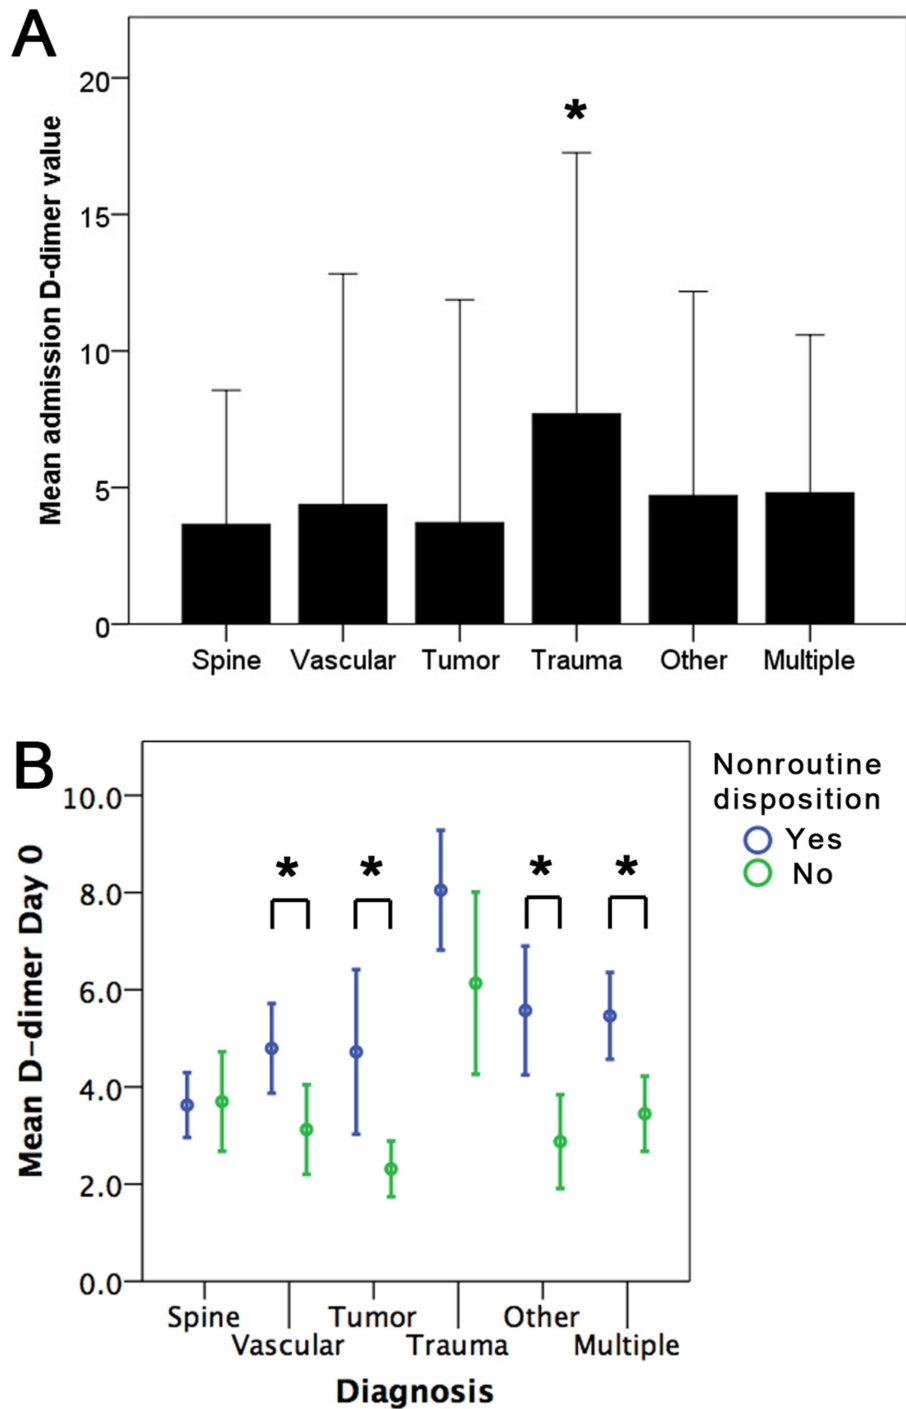 A
Mean admission D-dimer value
20
15
10
5
0
*
Spine Vascular Tumor Trauma Other Multiple
B
Mean D-dimer Day 0
10.0
8.0
6.0
4.0
2.0
0.0
* * * *
Spine Tumor Other
Vascular Trauma Multiple
Diagnosis
Nonroutine
disposition
Yes
No